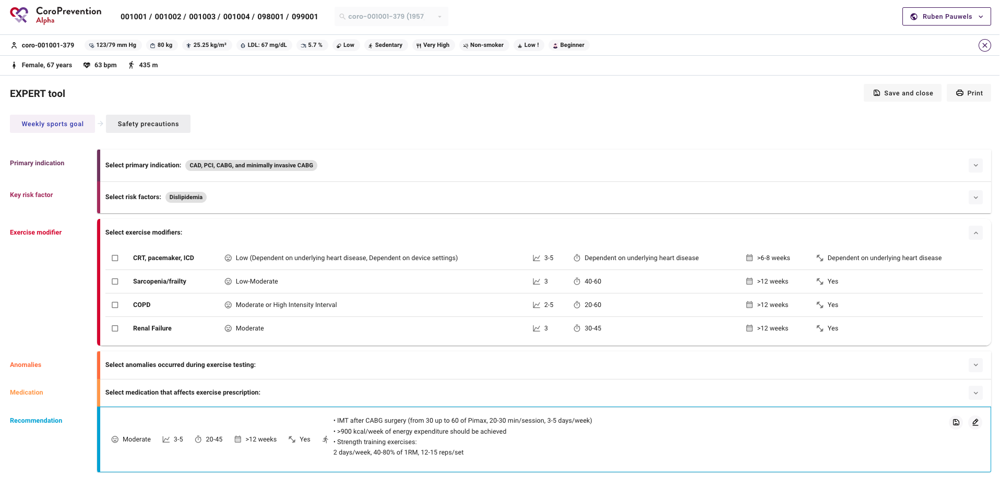 CoroPrevention
Alpha
001001 / 001002 / 001003 / 001004 / 098001 / 099001
coro-001001-379 (1957
Ruben Pauwels
coro-001001-379
123/79 mm Hg
80 kg
25.25 kg/m²
LDL: 67 mg/dL
5.7 %
Low
Sedentary
Very High
Non-smoker
Low !
Beginner
Female, 67 years
63 bpm
435 m
EXPERT tool
Save and close
Print
Weekly sports goal
Safety precautions
Primary indication
Select primary indication: CAD, PCI, CABG, and minimally invasive CABG
Key risk factor
Select risk factors: Dislipidemia
Exercise modifier
Select exercise modifiers:
CRT, pacemaker, ICD Low (Dependent on underlying heart disease, Dependent on device settings) 3-5 Dependent on underlying heart disease >6-8 weeks Dependent on underlying heart disease
Sarcopenia/frailty Low-Moderate 3 40-60 >12 weeks Yes
COPD Moderate or High Intensity Interval 2-5 20-60 >12 weeks Yes
Renal Failure Moderate 3 30-45 >12 weeks Yes
Anomalies
Select anomalies occurred during exercise testing:
Medication
Select medication that affects exercise prescription:
Recommendation
Moderate 3-5 20-45 >12 weeks Yes
• IMT after CABG surgery (from 30 up to 60 of Pimax, 20-30 min/session, 3-5 days/week)
• >900 kcal/week of energy expenditure should be achieved
• Strength training exercises:
2 days/week, 40-80% of 1RM, 12-15 reps/set